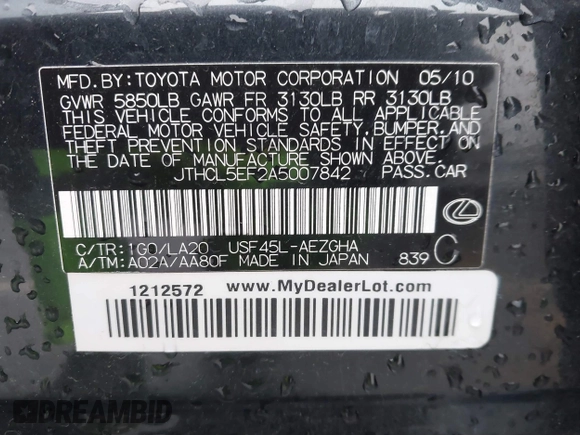 MFD.BY:TOYOTA MOTOR CORPORATION 05/10
GVWR 5850LB GAWR FR 3130LB RR 3130LB
THIS VEHICLE CONFORMS TO ALL APPLICABLE
FEDERAL MOTOR VEHICLE SAFETY,BUMPER,AND
THEFT PREVENTION STANDARDS IN EFFECT ON
THE DATE OF MANUFACTURE SHOWN ABOVE.
JTHCL5EF2A5007842 PASS.CAR
C/TR:1G0/LA20 USF45L-AEZGHA
A/TM:A02A/AA80F MADE IN JAPAN 839 C
1212572 www.MyDealerLot.com
DREAMBID